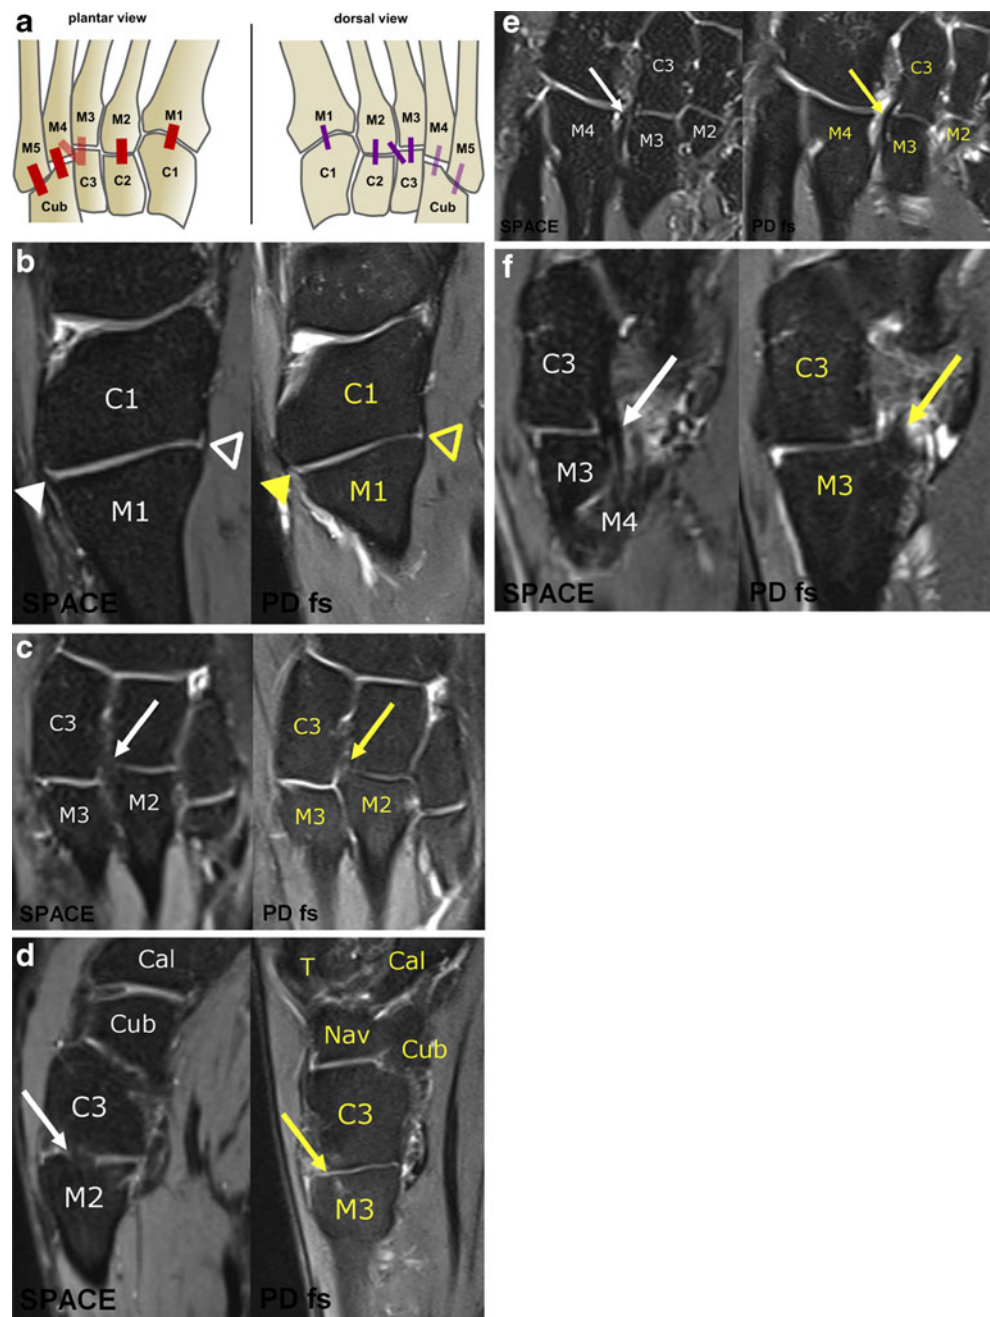 a
plantar view
dorsal view
M5
M4
M3
M2
M1
Cub
C3
C2
C1
M1
M2
M3
M4
M5
C1
C2
C3
Cub
b
C1
M1
SPACE
C1
M1
PD fs
c
C3
M3
M2
SPACE
C3
M3
M2
PD fs
d
Cal
Cub
C3
M2
SPACE
T
Cal
Nav
Cub
C3
M3
PD fs
e
C3
M4
M3
M2
SPACE
C3
M4
M3
M2
PD fs
f
C3
M3
M4
SPACE
C3
M3
PD fs